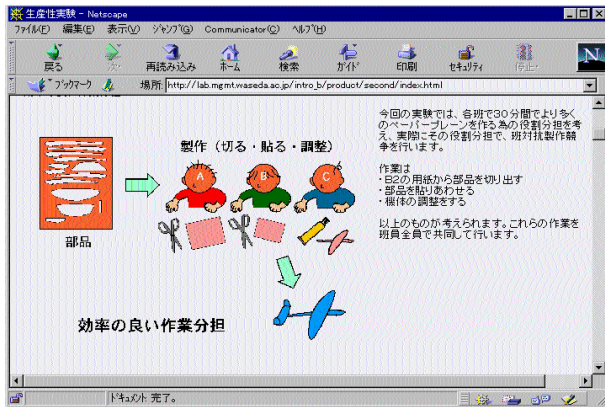 生産性実験 - Netscape
ファイル(F) 編集(E) 表示(V) ジャンプ(G) Communicator(C) ヘルプ(H)
戻る 次へ 再読み込み ホーム 検索 ガイド 印刷 セキュリティ 停止
N
ブックマーク 場所: http://lab.mgmt.waseda.ac.jp/intro_b/product/second/index.html
今回の実験では、各班で30分間でより多く
のペーパープレーンを作る為の役割分担を考
え、実際にその役割分担で、班対抗製作競
争を行います。
作業は
・B2の用紙から部品を切り出す
・部品を貼りあわせる
・機体の調整をする
以上のものが考えられます。これらの作業を
班員全員で共同して行います。
製作(切る・貼る・調整)
A B C
部品
効率の良い作業分担
ドキュメント 完了。